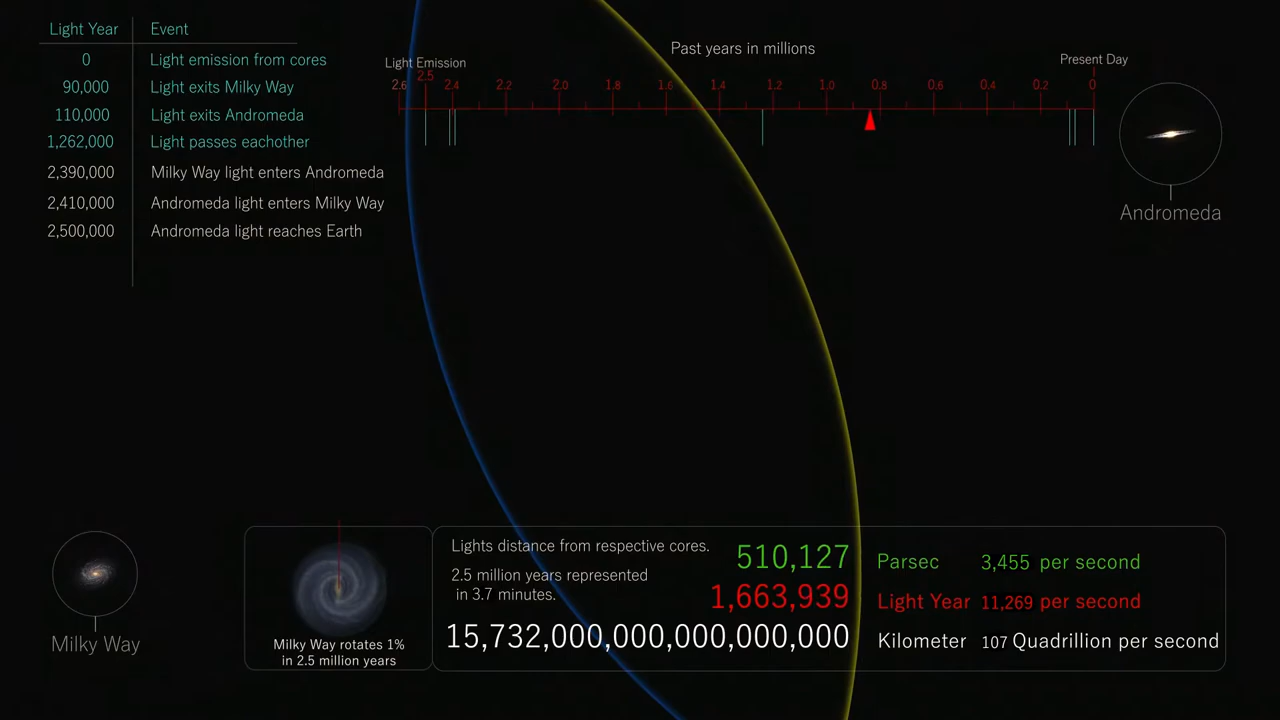 Light Year Event
0 Light emission from cores
90,000 Light exits Milky Way
110,000 Light exits Andromeda
1,262,000 Light passes eachother
2,390,000 Milky Way light enters Andromeda
2,410,000 Andromeda light enters Milky Way
2,500,000 Andromeda light reaches Earth
Past years in millions
Light Emission
Present Day
2.6 2.5 2.4 2.2 2.0 1.8 1.6 1.4 1.2 1.0 0.8 0.6 0.4 0.2 0
Andromeda
Milky Way
Milky Way rotates 1%
in 2.5 million years
Lights distance from respective cores.
2.5 million years represented
in 3.7 minutes.
510,127 Parsec 3,455 per second
1,663,939 Light Year 11,269 per second
15,732,000,000,000,000,000 Kilometer 107 Quadrillion per second